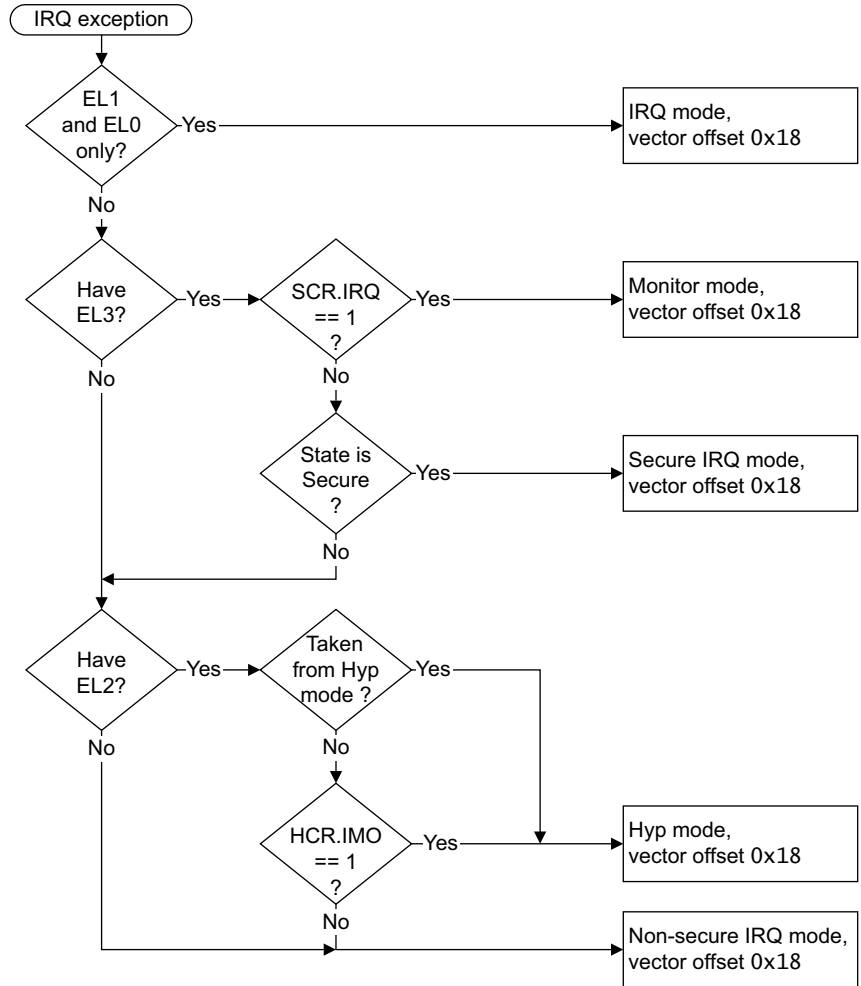 IRQ exception
EL1
and EL0
only?
Yes
IRQ mode,
vector offset 0x18
No
Have
EL3?
Yes
SCR.IRQ
== 1
?
Yes
Monitor mode,
vector offset 0x18
No
No
State is
Secure
?
Yes
Secure IRQ mode,
vector offset 0x18
No
Have
EL2?
Yes
Taken
from Hyp
mode ?
Yes
No
No
HCR.IMO
== 1
?
Yes
Hyp mode,
vector offset 0x18
No
Non-secure IRQ mode,
vector offset 0x18